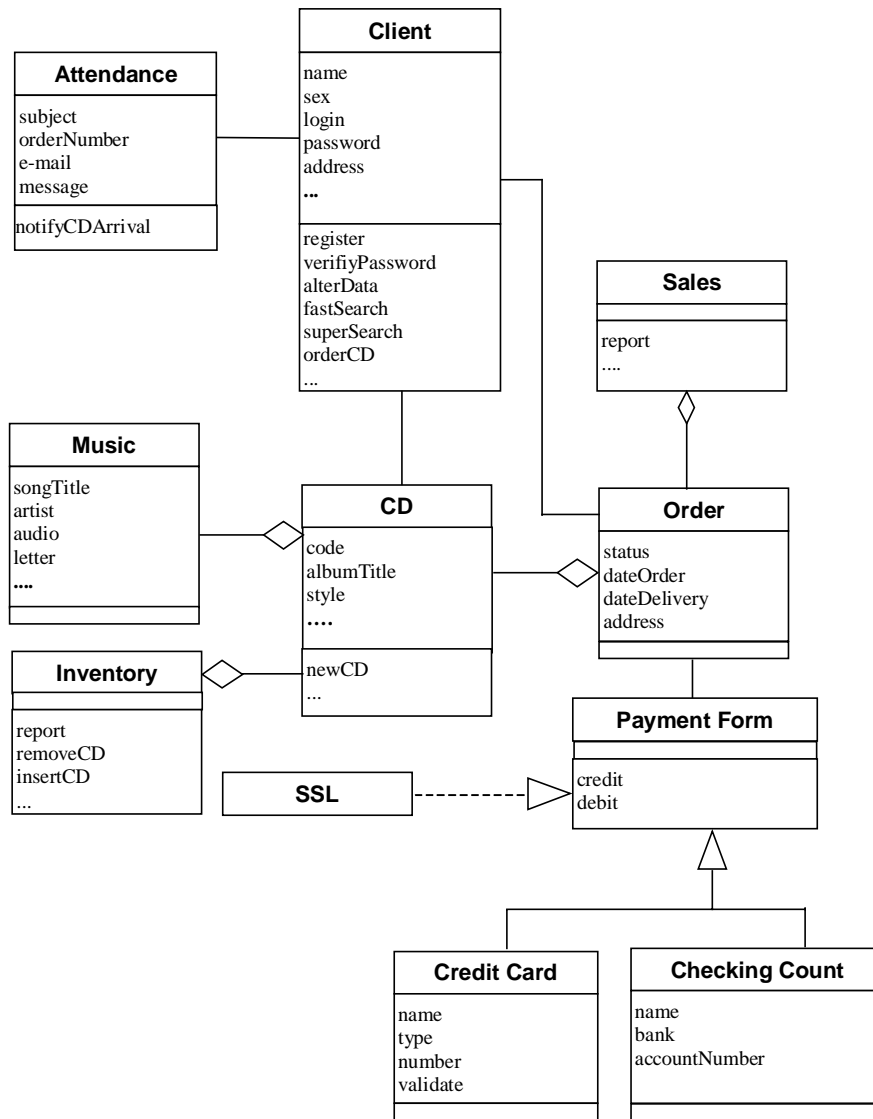 Client
name
sex
login
password
address
...
register
verifiyPassword
alterData
fastSearch
superSearch
orderCD
...
Attendance
subject
orderNumber
e-mail
message
notifyCDArrival
Sales
report
....
Music
songTitle
artist
audio
letter
....
CD
code
albumTitle
style
....
newCD
...
Order
status
dateOrder
dateDelivery
address
Inventory
report
removeCD
insertCD
...
Payment Form
credit
debit
SSL
Credit Card
name
type
number
validate
Checking Count
name
bank
accountNumber